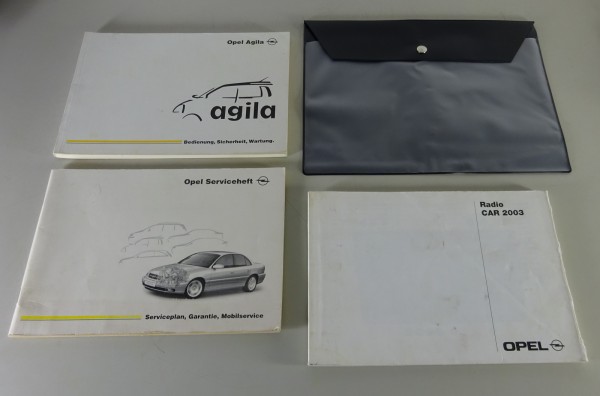 Opel Agila
agila
Bedienung, Sicherheit, Wartung.
Opel Serviceheft
Serviceplan, Garantie, Mobilservice
Radio
CAR 2003
OPEL